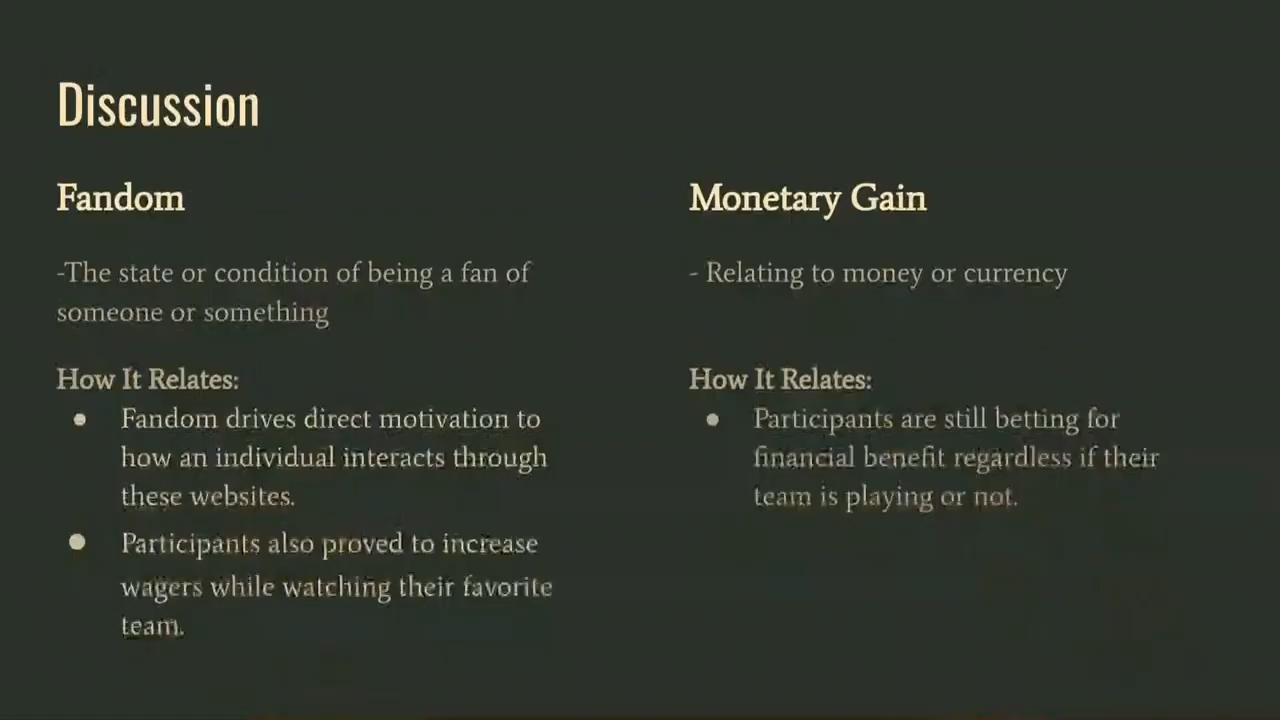 Discussion
Fandom
-The state or condition of being a fan of
someone or something
How It Relates:
● Fandom drives direct motivation to
how an individual interacts through
these websites.
● Participants also proved to increase
wagers while watching their favorite
team.
Monetary Gain
- Relating to money or currency
How It Relates:
● Participants are still betting for
financial benefit regardless if their
team is playing or not.